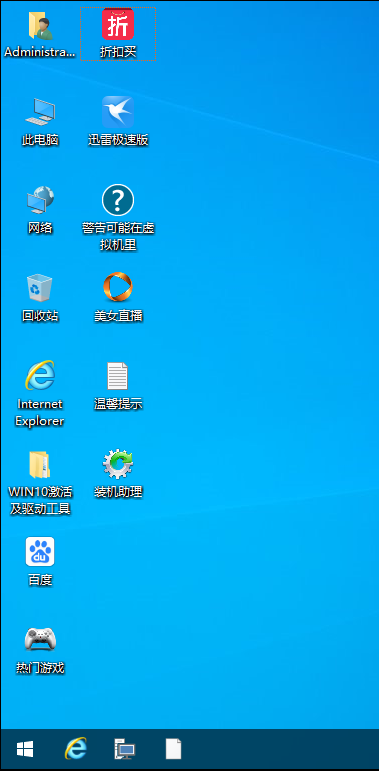 Administra...
此电脑
网络
回收站
Internet
Explorer
WIN10激活
及驱动工具
du
百度
热门游戏
折
折扣买
迅雷极速版
?
警告可能在虚
拟机里
美女直播
温馨提示
装机助理